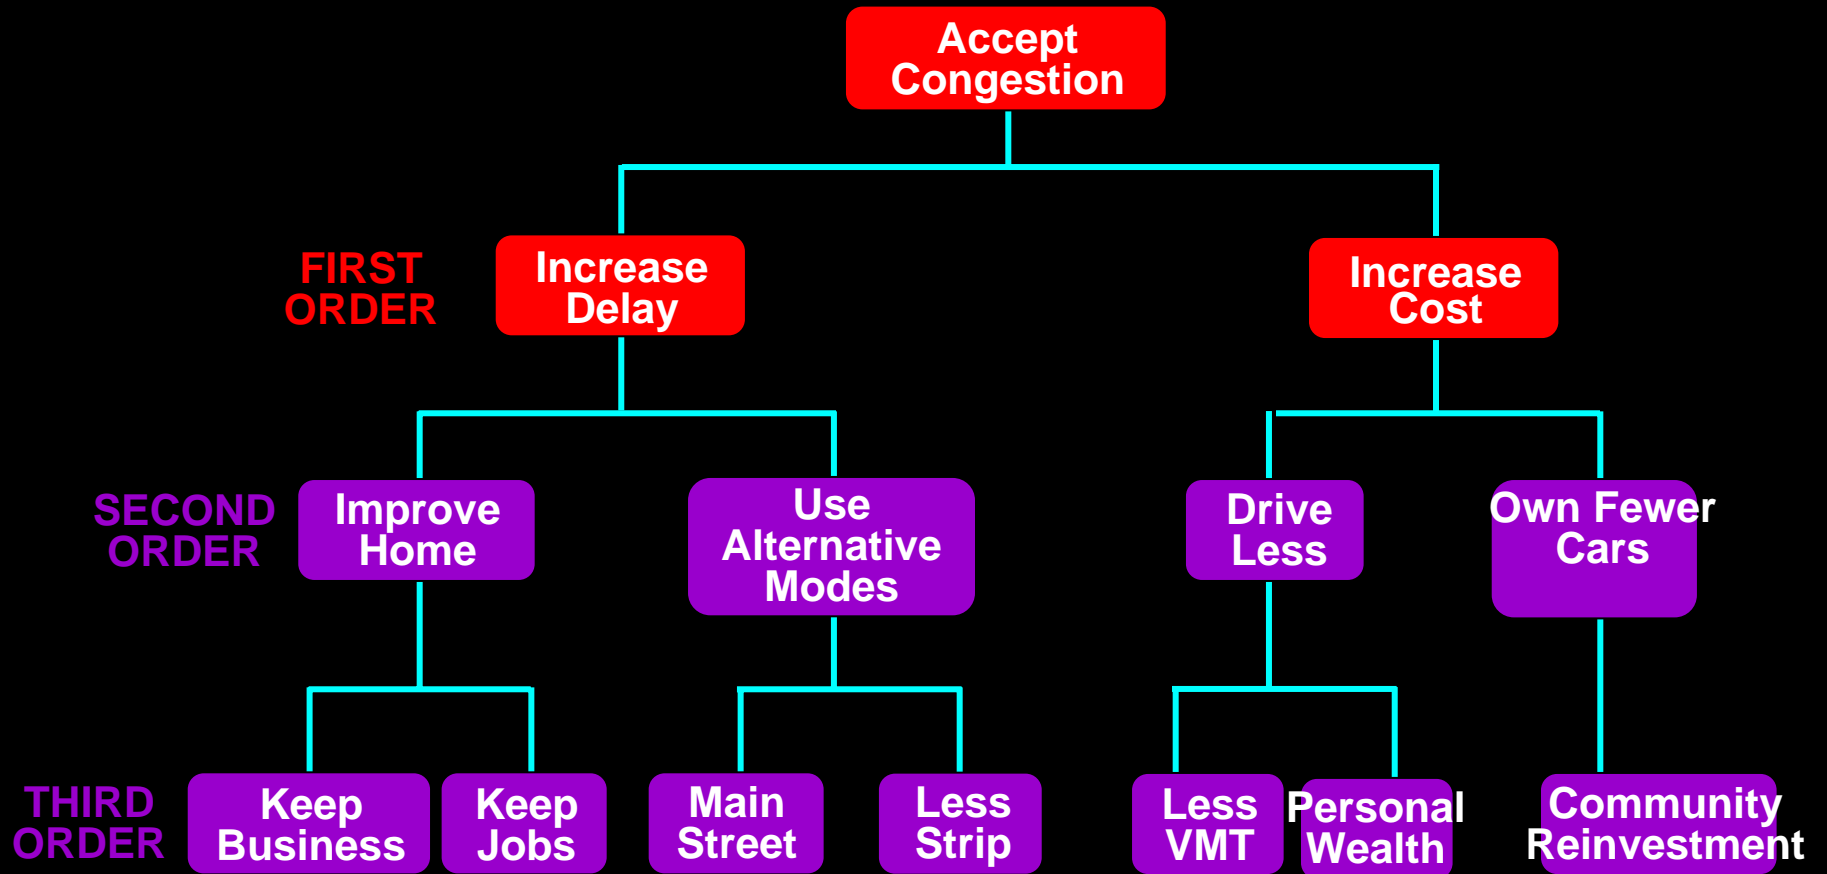 Accept
Congestion
FIRST
ORDER
Increase
Delay
Increase
Cost
SECOND
ORDER
Improve
Home
Use
Alternative
Modes
Drive
Less
Own Fewer
Cars
THIRD
ORDER
Keep
Business
Keep
Jobs
Main
Street
Less
Strip
Less
VMT
Personal
Wealth
Community
Reinvestment